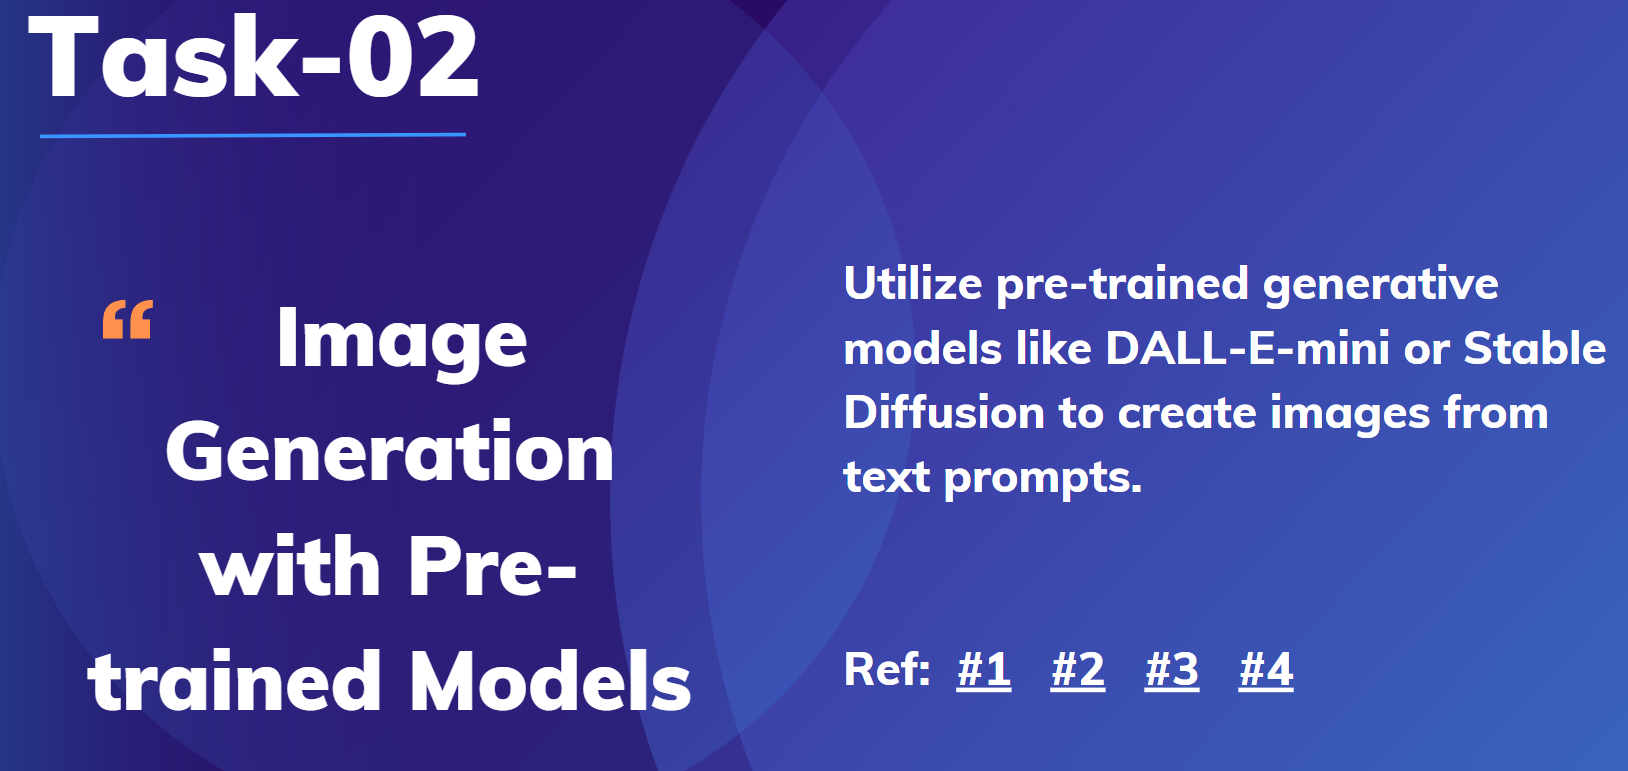 Task-02
“
Image
Generation
with Pre-
trained Models
Utilize pre-trained generative
models like DALL-E-mini or Stable
Diffusion to create images from
text prompts.
Ref: #1 #2 #3 #4